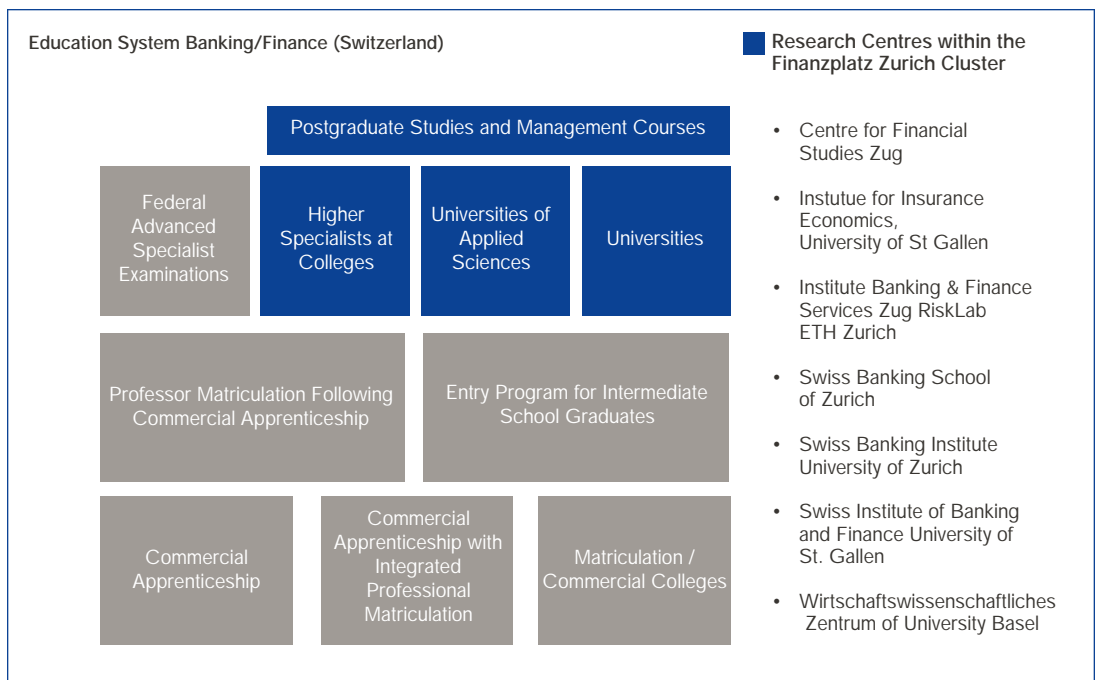 Education System Banking/Finance (Switzerland)
Research Centres within the
Finanzplatz Zurich Cluster
Postgraduate Studies and Management Courses
Federal
Advanced
Specialist
Examinations
Higher
Specialists at
Colleges
Universities of
Applied
Sciences
Universities
Professor Matriculation Following
Commercial Apprenticeship
Entry Program for Intermediate
School Graduates
Commercial
Apprenticeship
Commercial
Apprenticeship with
Integrated
Professional
Matriculation
Matriculation /
Commercial Colleges
• Centre for Financial
Studies Zug
• Instutue for Insurance
Economics,
University of St Gallen
• Institute Banking & Finance
Services Zug RiskLab
ETH Zurich
• Swiss Banking School
of Zurich
• Swiss Banking Institute
University of Zurich
• Swiss Institute of Banking
and Finance University of
St. Gallen
• Wirtschaftswissenschaftliches
Zentrum of University Basel